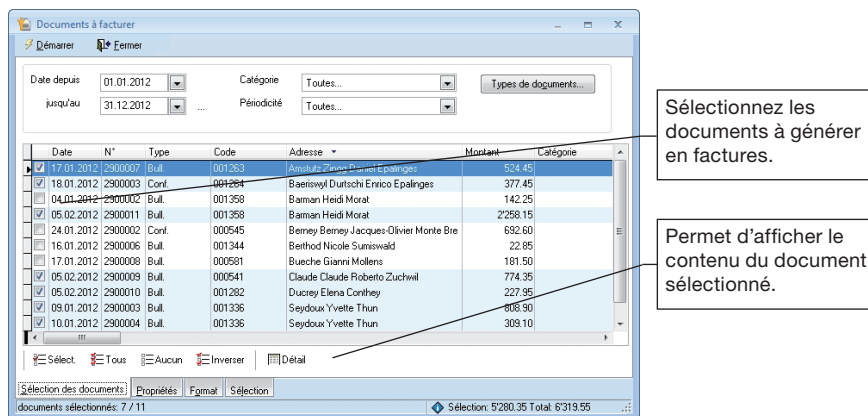 Documents à facturer
Démarrer Fermer
Date depuis 01.01.2012 Catégorie Toutes... Types de documents...
jusqu'au 31.12.2012 ... Périodicité Toutes...
Date N° Type Code Adresse Montant Catégorie
17.01.2012 2900007 Bull. 001263 Amstutz Zingg Daniel Epalinges 524.45
18.01.2012 2900003 Conf. 001264 Baeriswyl Durtschi Enrico Epalinges 377.45
04.01.2012 2900002 Bull. 001358 Barman Heidi Morat 142.25
05.02.2012 2900011 Bull. 001358 Barman Heidi Morat 2'258.15
24.01.2012 2900002 Conf. 000545 Berney Berney Jacques-Olivier Monte Bre 692.60
16.01.2012 2900006 Bull. 001344 Berthod Nicole Sumiswald 22.85
17.01.2012 2900008 Bull. 000581 Bueche Gianni Mollens 181.50
05.02.2012 2900009 Bull. 000541 Claude Claude Roberto Zuchwil 774.35
05.02.2012 2900010 Bull. 001282 Ducrey Elena Conthey 227.95
09.01.2012 2900003 Bull. 001336 Seydoux Yvette Thun 808.90
10.01.2012 2900004 Bull. 001336 Seydoux Yvette Thun 309.10
Sélect. Tous Aucun Inverser Détail
Sélection des documents Propriétés Format Sélection
documents sélectionnés: 7 / 11 Sélection: 5'280.35 Total: 6'319.55
Sélectionnez les
documents à générer
en factures.
Permet d'afficher le
contenu du document
sélectionné.